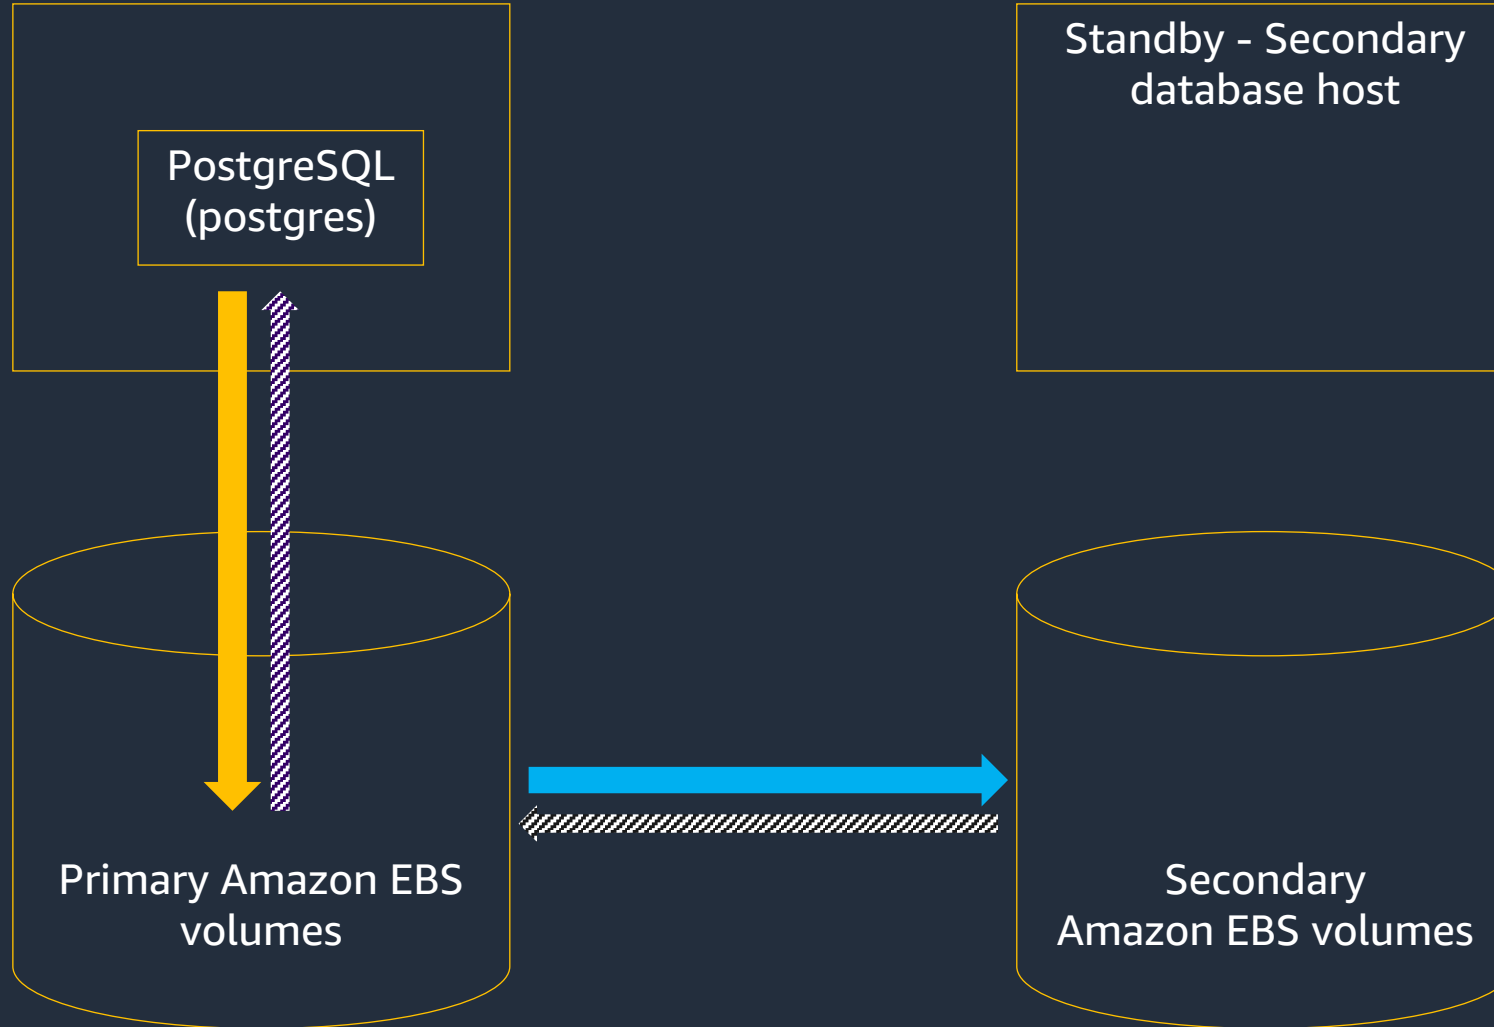 Standby - Secondary
database host
PostgreSQL
(postgres)
Primary Amazon EBS
volumes
Secondary
Amazon EBS volumes